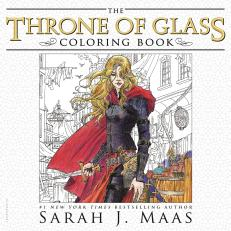 THE
THRONE OF GLASS
COLORING BOOK
#1 NEW YORK TIMES BESTSELLING AUTHOR
SARAH J. MAAS